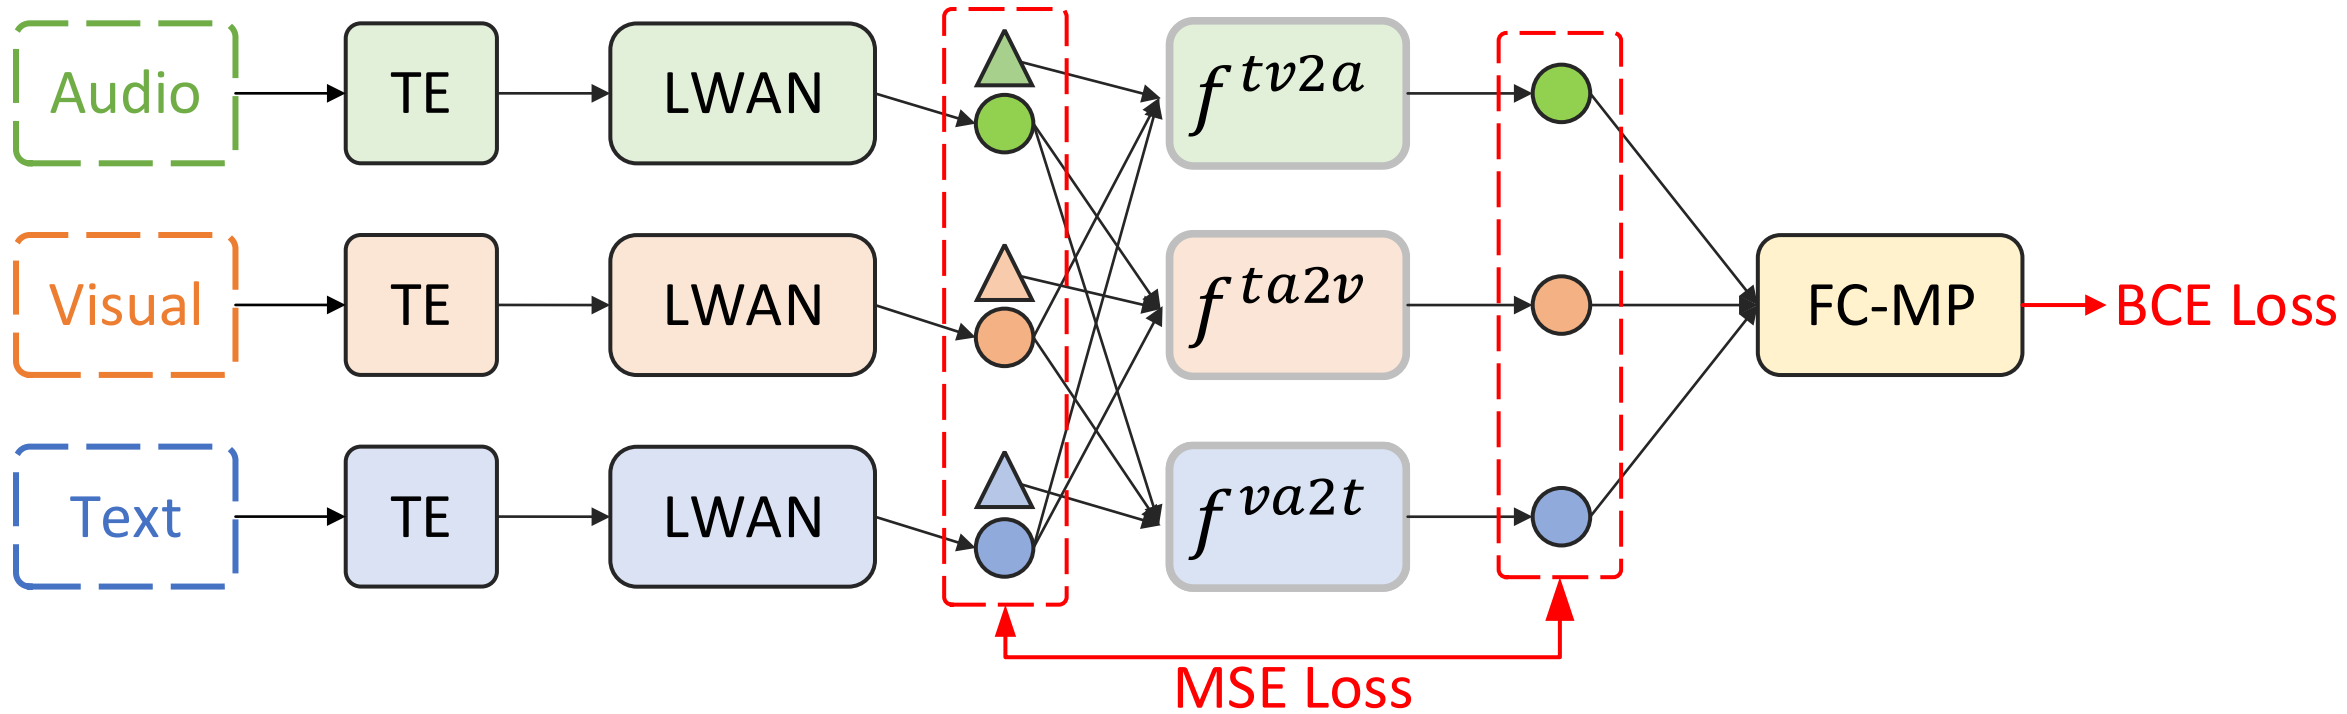 Audio TE LWAN f tv2a
Visual TE LWAN f ta2v FC-MP BCE Loss
Text TE LWAN f va2t
MSE Loss